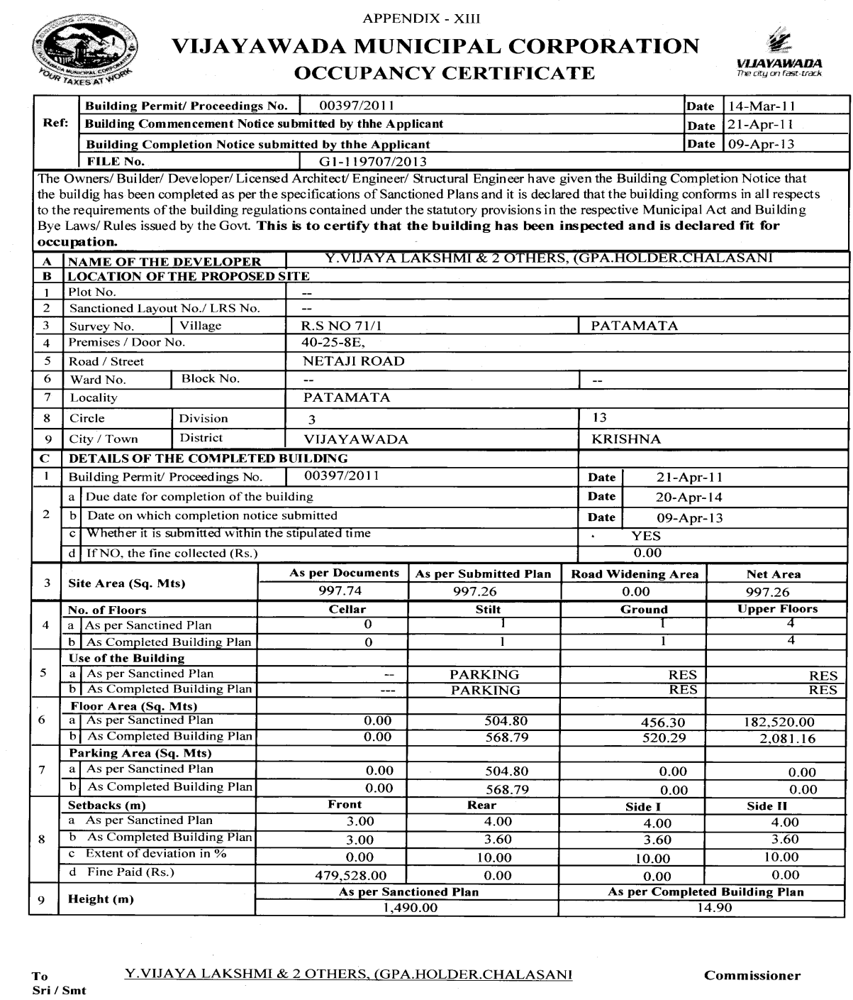 APPENDIX - XIII
VIJAYAWADA MUNICIPAL CORPORATION
OCCUPANCY CERTIFICATE
VIJAYAWADA MUNICIPAL CORPORATION
YOUR TAXES AT WORK
VIJAYAWADA
The city on fast-track
Ref:
Building Permit/ Proceedings No. 00397/2011 Date 14-Mar-11
Building Commencement Notice submitted by thhe Applicant Date 21-Apr-11
Building Completion Notice submitted by thhe Applicant Date 09-Apr-13
FILE No. G1-119707/2013
The Owners/ Builder/ Developer/ Licensed Architect/ Engineer/ Structural Engineer have given the Building Completion Notice that
the buildig has been completed as per the specifications of Sanctioned Plans and it is declared that the building conforms in all respects
to the requirements of the building regulations contained under the statutory provisions in the respective Municipal Act and Building
Bye Laws/ Rules issued by the Govt. This is to certify that the building has been inspected and is declared fit for
occupation.
A NAME OF THE DEVELOPER Y.VIJAYA LAKSHMI & 2 OTHERS, (GPA.HOLDER.CHALASANI
B LOCATION OF THE PROPOSED SITE
1 Plot No. --
2 Sanctioned Layout No./ LRS No. --
3 Survey No. Village R.S NO 71/1 PATAMATA
4 Premises / Door No. 40-25-8E,
5 Road / Street NETAJI ROAD
6 Ward No. Block No. -- --
7 Locality PATAMATA
8 Circle Division 3 13
9 City / Town District VIJAYAWADA KRISHNA
C DETAILS OF THE COMPLETED BUILDING
1 Building Permit/ Proceedings No. 00397/2011 Date 21-Apr-11
2
a Due date for completion of the building Date 20-Apr-14
b Date on which completion notice submitted Date 09-Apr-13
c Whether it is submitted within the stipulated time YES
d If NO, the fine collected (Rs.) 0.00
3 Site Area (Sq. Mts)
As per Documents As per Submitted Plan Road Widening Area Net Area
997.74 997.26 0.00 997.26
4
No. of Floors Cellar Stilt Ground Upper Floors
a As per Sanctined Plan 0 1 1 4
b As Completed Building Plan 0 1 1 4
5
Use of the Building
a As per Sanctined Plan -- PARKING RES RES
b As Completed Building Plan --- PARKING RES RES
6
Floor Area (Sq. Mts)
a As per Sanctined Plan 0.00 504.80 456.30 182,520.00
b As Completed Building Plan 0.00 568.79 520.29 2,081.16
7
Parking Area (Sq. Mts)
a As per Sanctined Plan 0.00 504.80 0.00 0.00
b As Completed Building Plan 0.00 568.79 0.00 0.00
8
Setbacks (m) Front Rear Side I Side II
a As per Sanctined Plan 3.00 4.00 4.00 4.00
b As Completed Building Plan 3.00 3.60 3.60 3.60
c Extent of deviation in % 0.00 10.00 10.00 10.00
d Fine Paid (Rs.) 479,528.00 0.00 0.00 0.00
9 Height (m)
As per Sanctioned Plan As per Completed Building Plan
1,490.00 14.90
To Y.VIJAYA LAKSHMI & 2 OTHERS, (GPA.HOLDER.CHALASANI Commissioner
Sri / Smt